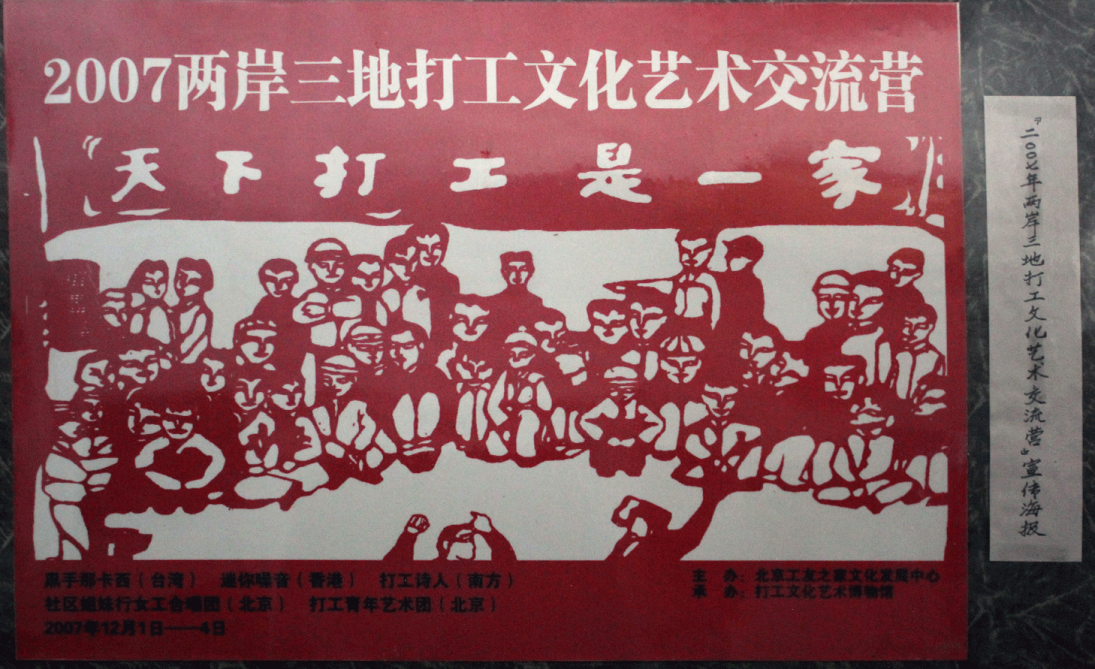 2007两岸三地打工文化艺术交流营
“天下打工是一家”
黑手那卡西（台湾） 迷你噪音（香港） 打工诗人（南方）
社区姐妹行女工合唱团（北京） 打工青年艺术团（北京）
2007年12月1日——4日
主 办：北京工友之家文化发展中心
承 办：打工文化艺术博物馆
『二〇〇七年两岸三地打工文化艺术交流营』宣传海报